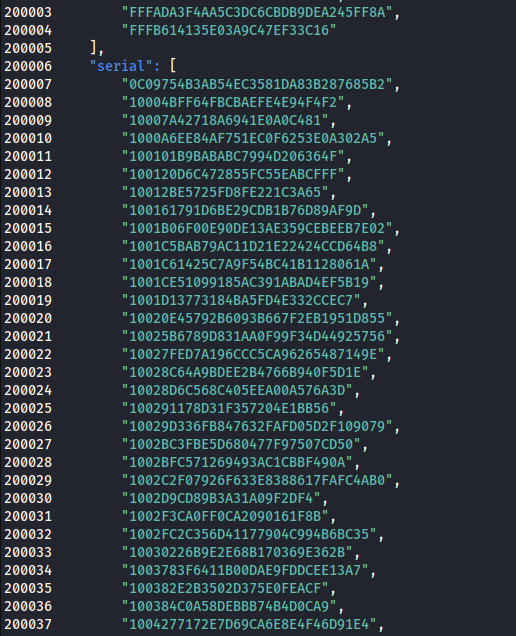 200003 "FFFADA3F4AA5C3DC6CBDB9DEA245FF8A",
200004 "FFFB614135E03A9C47EF33C16"
200005 ],
200006 "serial": [
200007 "0C09754B3AB54EC3581DA83B287685B2",
200008 "10004BFF64FBCBAEFE4E94F4F2",
200009 "10007A42718A6941E0A0C481",
200010 "1000A6EE84AF751EC0F6253E0A302A5",
200011 "100101B9BABABC7994D206364F",
200012 "100120D6C472855FC55EABCFFF",
200013 "10012BE5725FD8FE221C3A65",
200014 "100161791D6BE29CDB1B76D89AF9D",
200015 "1001B06F00E90DE13AE359CEBEEB7E02",
200016 "1001C5BAB79AC11D21E22424CCD64B8",
200017 "1001C61425C7A9F54BC41B1128061A",
200018 "1001CE51099185AC391ABAD4EF5B19",
200019 "1001D13773184BA5FD4E332CCEC7",
200020 "10020E45792B6093B667F2EB1951D855",
200021 "10025B6789D831AA0F99F34D44925756",
200022 "10027FED7A196CCC5CA96265487149E",
200023 "10028C64A9BDEE2B4766B940F5D1E",
200024 "10028D6C568C405EEA00A576A3D",
200025 "100291178D31F357204E1BB56",
200026 "10029D336FB847632FAFD05D2F109079",
200027 "1002BC3FBE5D680477F97507CD50",
200028 "1002BFC571269493AC1CBBF490A",
200029 "1002C2F07926F633E8388617FAFC4AB0",
200030 "1002D9CD89B3A31A09F2DF4",
200031 "1002F3CA0FF0CA2090161F8B",
200032 "1002FC2C356D41177904C994B6BC35",
200033 "10030226B9E2E68B170369E362B",
200034 "1003783F6411B00DAE9FDDCEE13A7",
200035 "100382E2B3502D375E0FEACF",
200036 "100384C0A58DEBBB74B4D0CA9",
200037 "1004277172E7D69CA6E8E4F46D91E4",